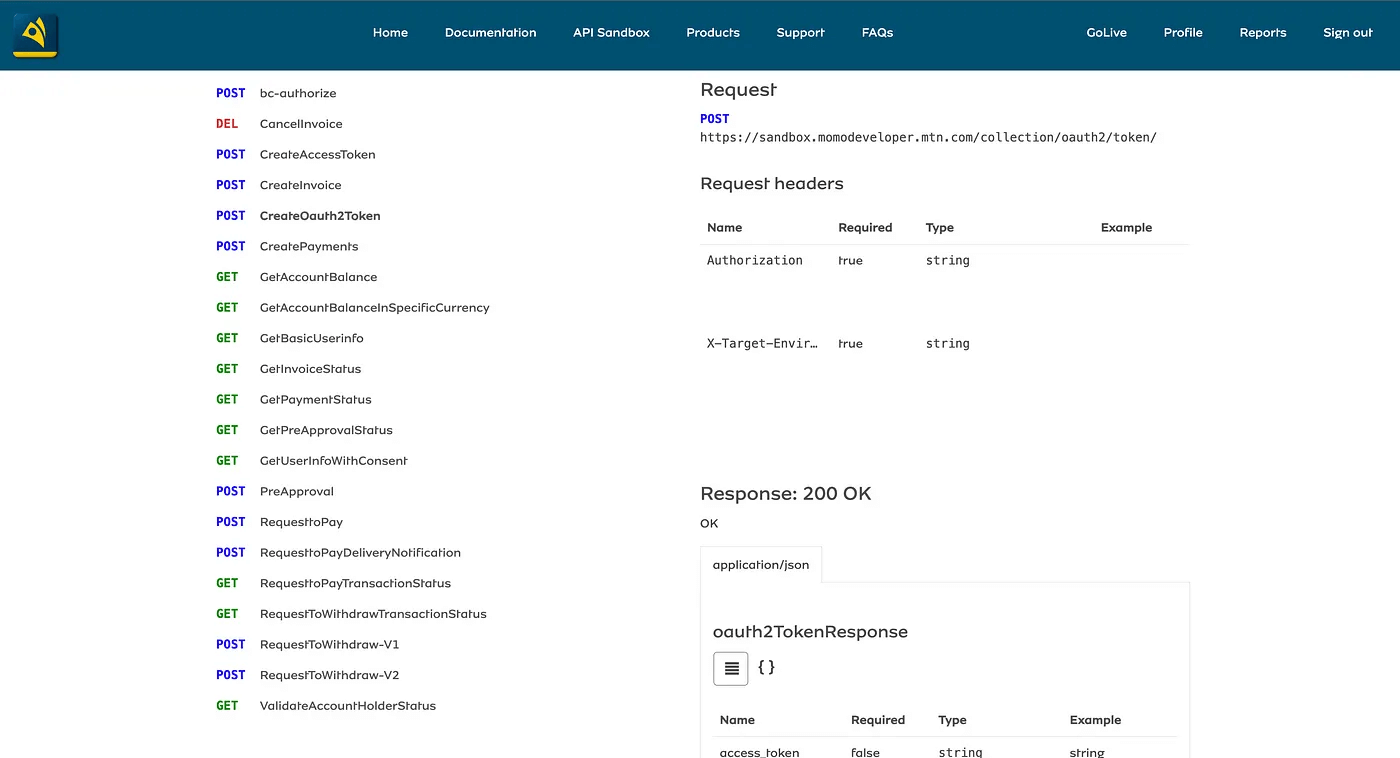 Home Documentation API Sandbox Products Support FAQs GoLive Profile Reports Sign out
POST bc-authorize
DEL CancelInvoice
POST CreateAccessToken
POST CreateInvoice
POST CreateOauth2Token
POST CreatePayments
GET GetAccountBalance
GET GetAccountBalanceInSpecificCurrency
GET GetBasicUserinfo
GET GetInvoiceStatus
GET GetPaymentStatus
GET GetPreApprovalStatus
GET GetUserInfoWithConsent
POST PreApproval
POST RequesttoPay
POST RequesttoPayDeliveryNotification
GET RequesttoPayTransactionStatus
GET RequestToWithdrawTransactionStatus
POST RequestToWithdraw-V1
POST RequestToWithdraw-V2
GET ValidateAccountHolderStatus
Request
POST
https://sandbox.momodeveloper.mtn.com/collection/oauth2/token/
Request headers
Name Required Type Example
Authorization true string
X-Target-Envir… true string
Response: 200 OK
OK
application/json
oauth2TokenResponse
{}
Name Required Type Example
access_token false string string